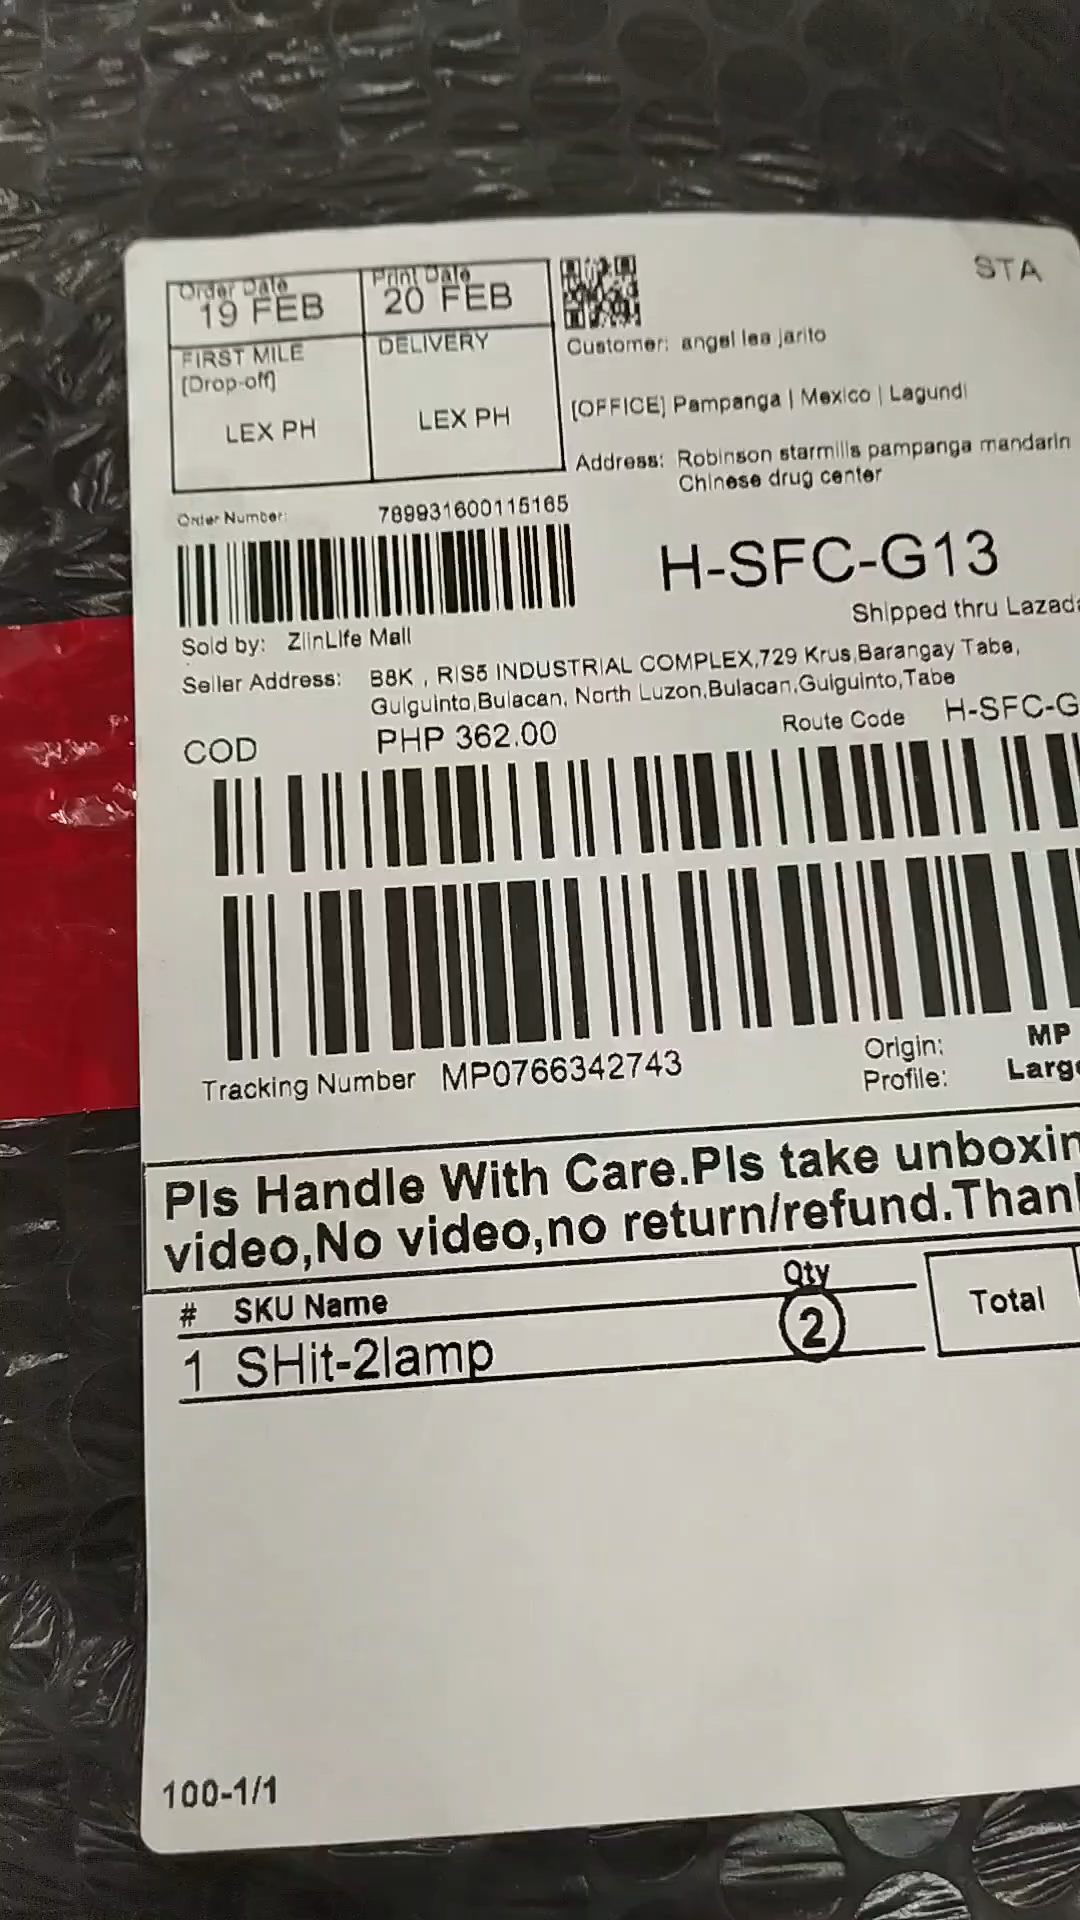 STA
Order Date
19 FEB
Print Date
20 FEB
FIRST MILE
[Drop-off]
LEX PH
DELIVERY
LEX PH
Customer: angel lea jarito
[OFFICE] Pampanga | Mexico | Lagundi
Address: Robinson starmills pampanga mandarin
Chinese drug center
Order Number: 789931600115165
H-SFC-G13
Shipped thru Lazada
Sold by: ZiinLife Mall
Seller Address: B8K , RIS5 INDUSTRIAL COMPLEX,729 Krus,Barangay Tabe,
Guiguinto,Bulacan, North Luzon,Bulacan,Guiguinto,Tabe
COD PHP 362.00
Route Code H-SFC-G
Tracking Number MP0766342743
Origin: MP
Profile: Large
Pls Handle With Care.Pls take unboxin
video,No video,no return/refund.Than
# SKU Name Qty
1 SHit-2lamp 2
Total
100-1/1